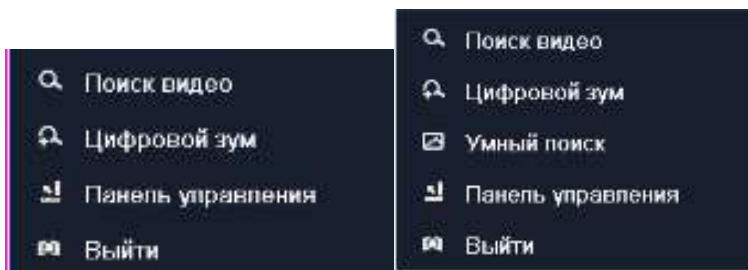 Поиск видео
Цифровой зум
Панель управления
Выйти
Поиск видео
Цифровой зум
Умный поиск
Панель управления
Выйти